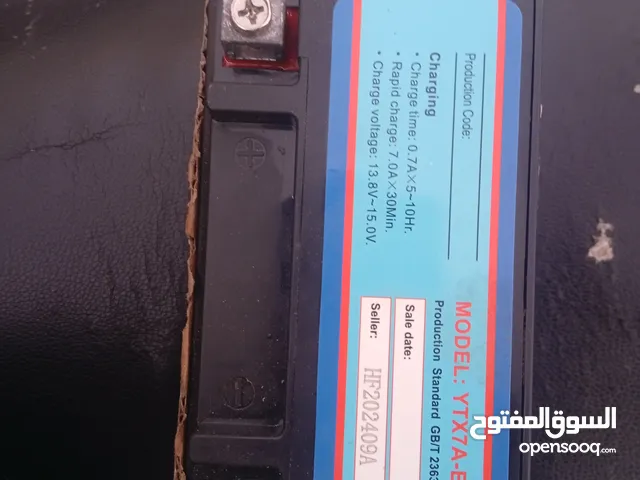 Production Code:
Charging
• Charge time: 0.7A×5~10Hr.
• Rapid charge: 7.0A×30Min.
• Charge voltage: 13.8V~15.0V.
MODEL: YTX7A-B
Production Standard GB/T 2363
Sale date:
Seller:
HF202409A
السوق المفتوح
opensooq.com